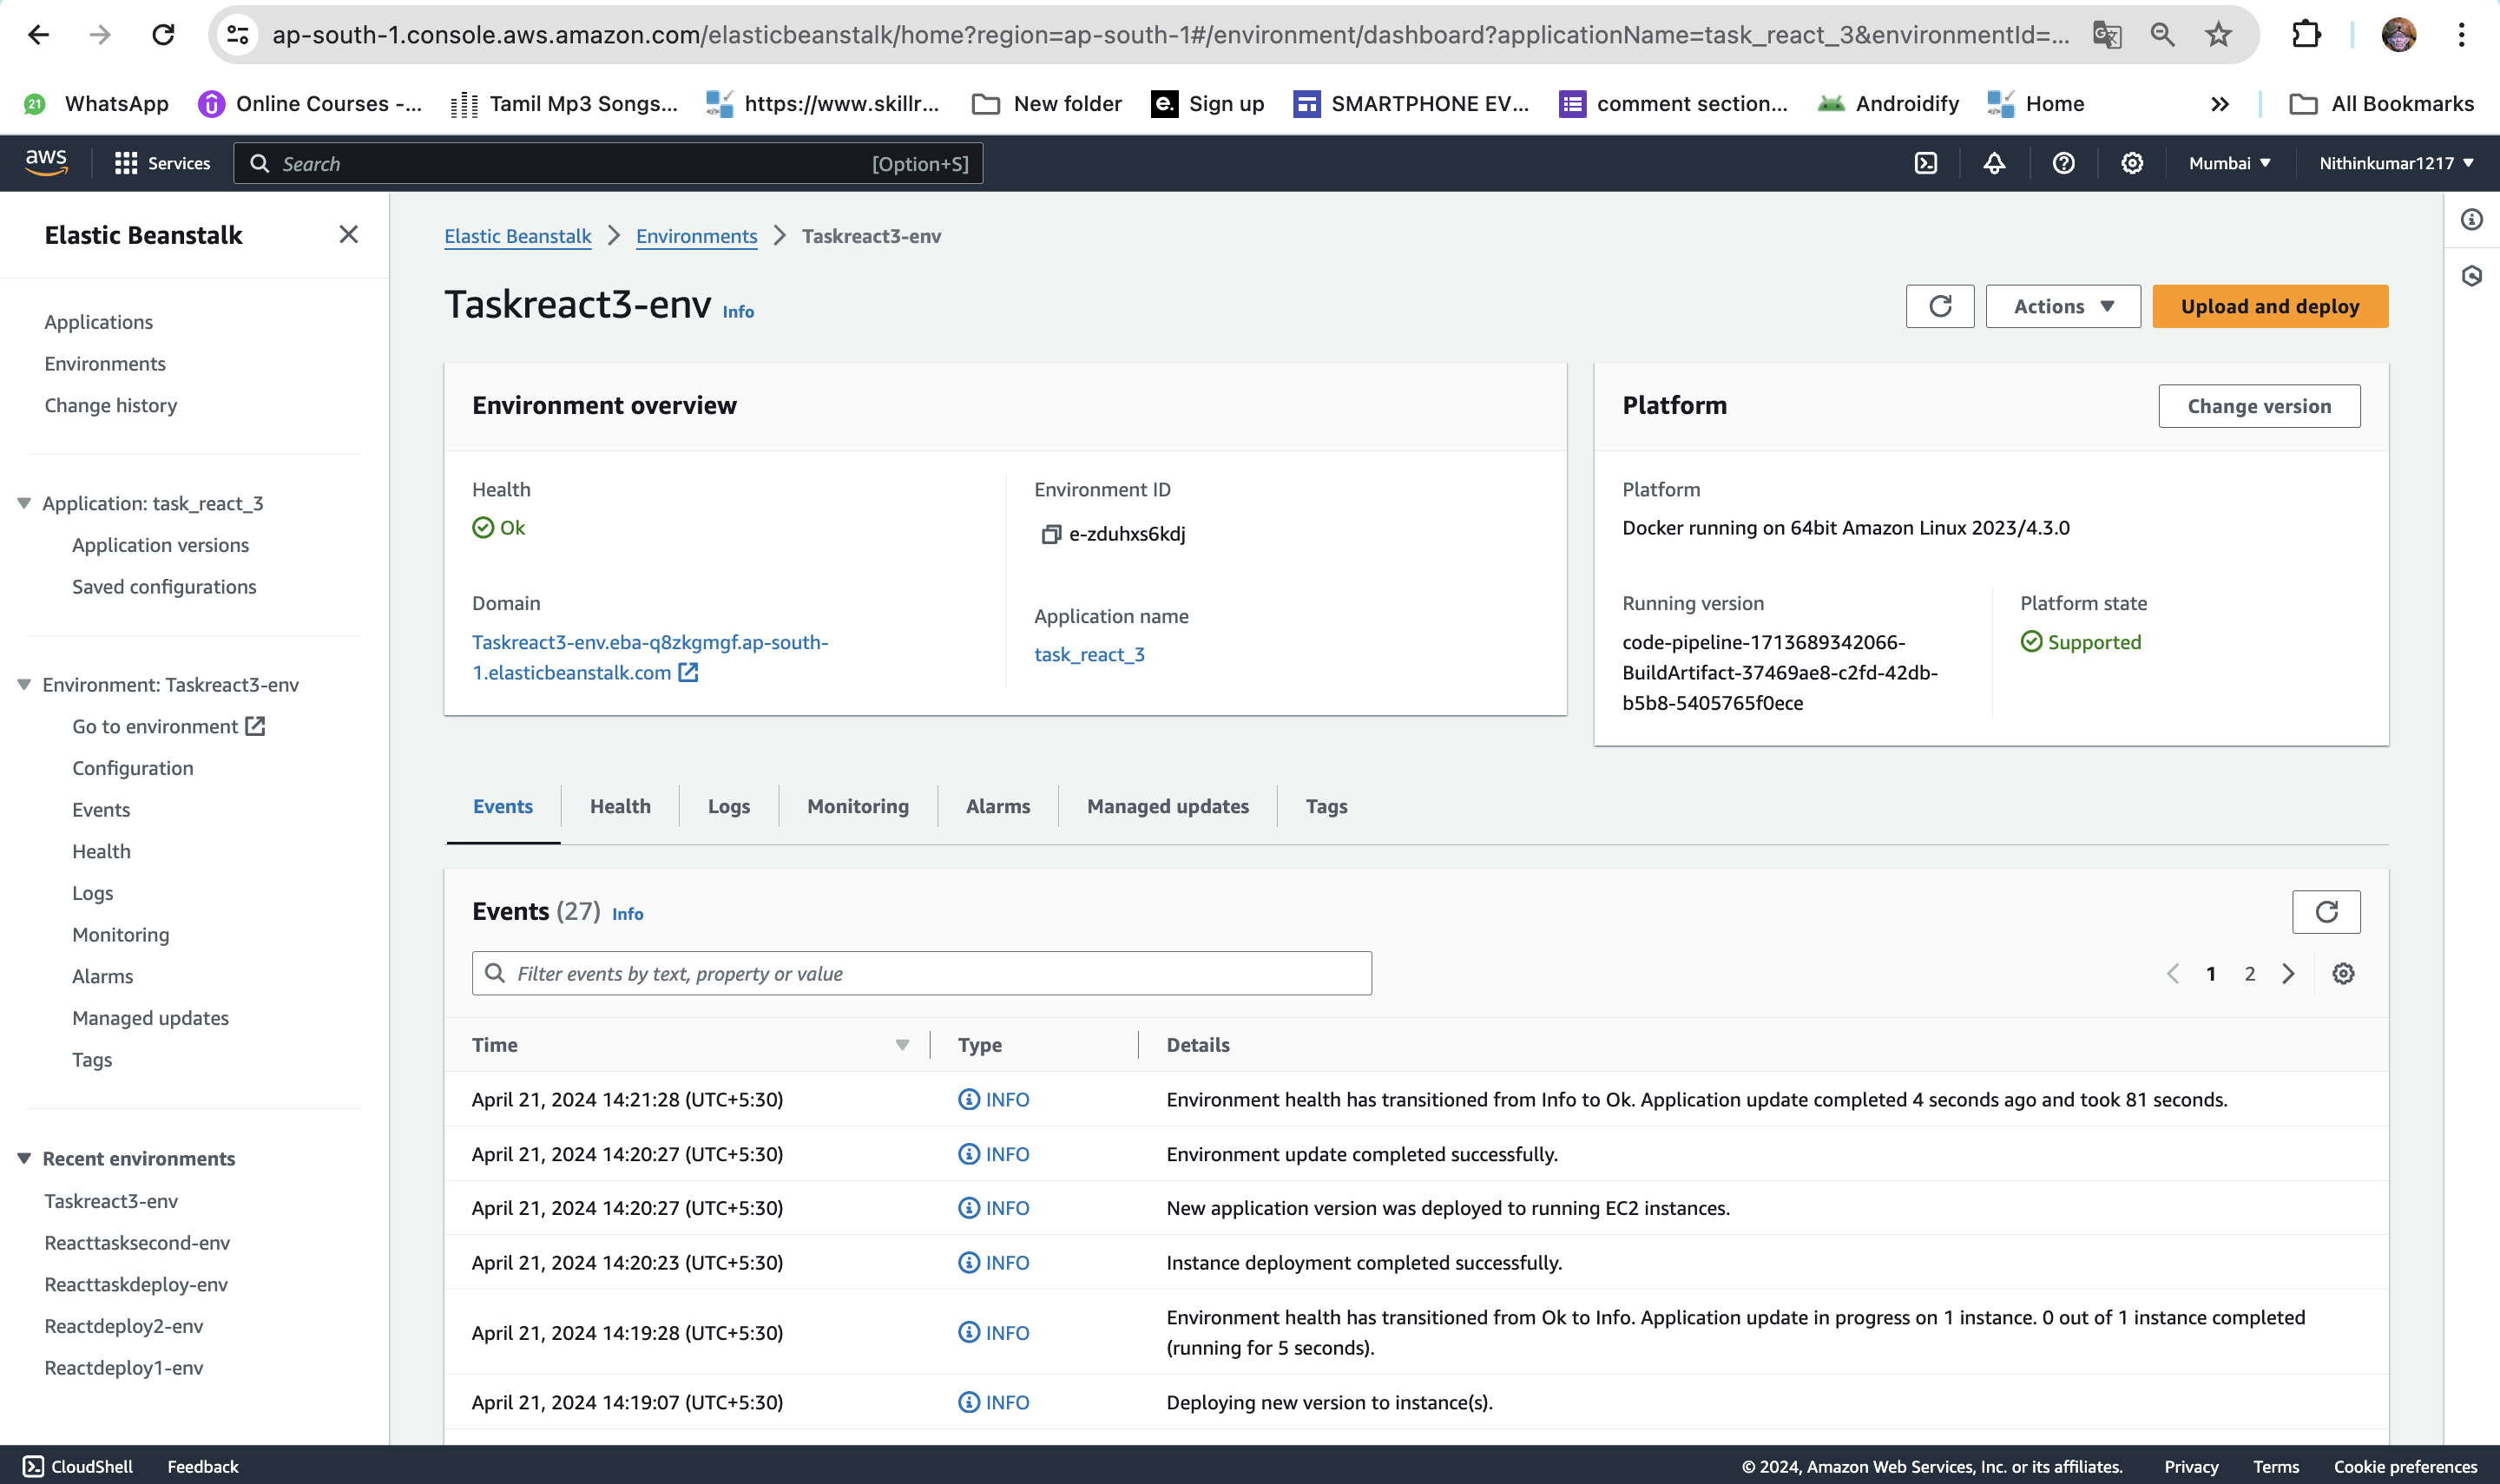 ap-south-1.console.aws.amazon.com/elasticbeanstalk/home?region=ap-south-1#/environment/dashboard?applicationName=task_react_3&environmentId=...
21 WhatsApp
Online Courses -...
Tamil Mp3 Songs...
https://www.skillr...
New folder
e. Sign up
SMARTPHONE EV...
comment section...
Androidify
Home
All Bookmarks
aws
Services
Search
[Option+S]
Mumbai
Nithinkumar1217
Elastic Beanstalk
Applications
Environments
Change history
Application: task_react_3
Application versions
Saved configurations
Environment: Taskreact3-env
Go to environment
Configuration
Events
Health
Logs
Monitoring
Alarms
Managed updates
Tags
Recent environments
Taskreact3-env
Reacttasksecond-env
Reacttaskdeploy-env
Reactdeploy2-env
Reactdeploy1-env
Elastic Beanstalk > Environments > Taskreact3-env
Taskreact3-env Info
Actions
Upload and deploy
Environment overview
Health
Ok
Domain
Taskreact3-env.eba-q8zkgmgf.ap-south-
1.elasticbeanstalk.com
Environment ID
e-zduhxs6kdj
Application name
task_react_3
Platform
Change version
Platform
Docker running on 64bit Amazon Linux 2023/4.3.0
Running version
code-pipeline-1713689342066-
BuildArtifact-37469ae8-c2fd-42db-
b5b8-5405765f0ece
Platform state
Supported
Events
Health
Logs
Monitoring
Alarms
Managed updates
Tags
Events (27) Info
Filter events by text, property or value
1 2
Time Type Details
April 21, 2024 14:21:28 (UTC+5:30) INFO Environment health has transitioned from Info to Ok. Application update completed 4 seconds ago and took 81 seconds.
April 21, 2024 14:20:27 (UTC+5:30) INFO Environment update completed successfully.
April 21, 2024 14:20:27 (UTC+5:30) INFO New application version was deployed to running EC2 instances.
April 21, 2024 14:20:23 (UTC+5:30) INFO Instance deployment completed successfully.
April 21, 2024 14:19:28 (UTC+5:30) INFO Environment health has transitioned from Ok to Info. Application update in progress on 1 instance. 0 out of 1 instance completed
(running for 5 seconds).
April 21, 2024 14:19:07 (UTC+5:30) INFO Deploying new version to instance(s).
CloudShell
Feedback
© 2024, Amazon Web Services, Inc. or its affiliates.
Privacy
Terms
Cookie preferences